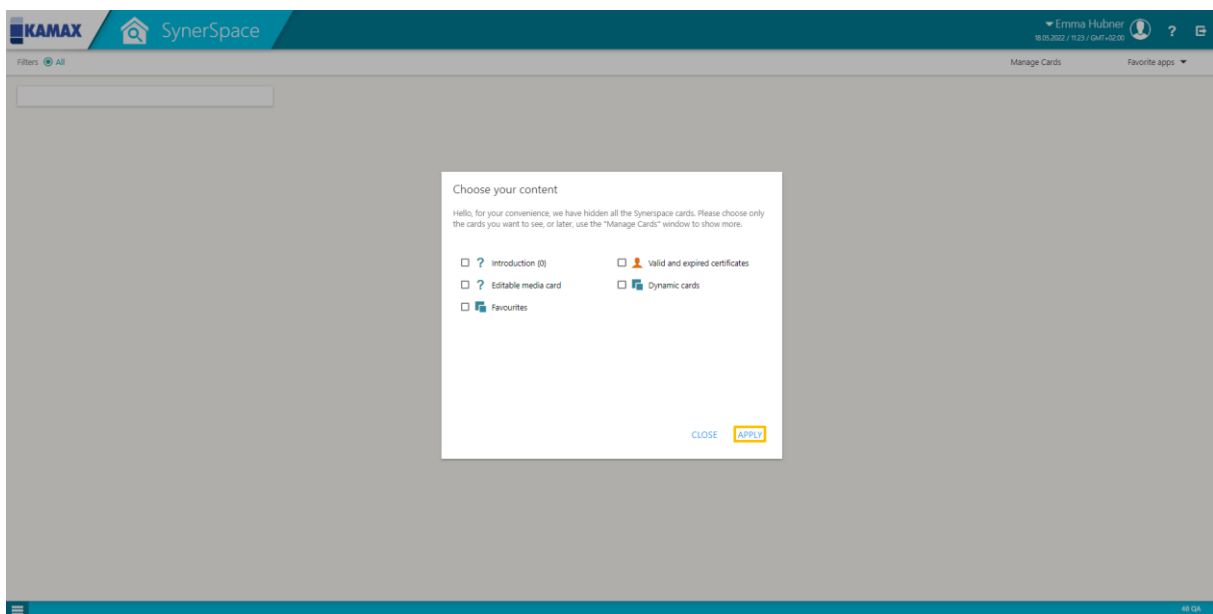 KAMAX
SynerSpace
Emma Hubner
18.05.2022 / 11:23 / GMT+02:00
?
Filters All
Manage Cards
Favorite apps
Choose your content
Hello, for your convenience, we have hidden all the Synerspace cards. Please choose only
the cards you want to see, or later, use the "Manage Cards" window to show more.
? Introduction (0)
Valid and expired certificates
? Editable media card
Dynamic cards
Favourites
CLOSE APPLY
48 QA